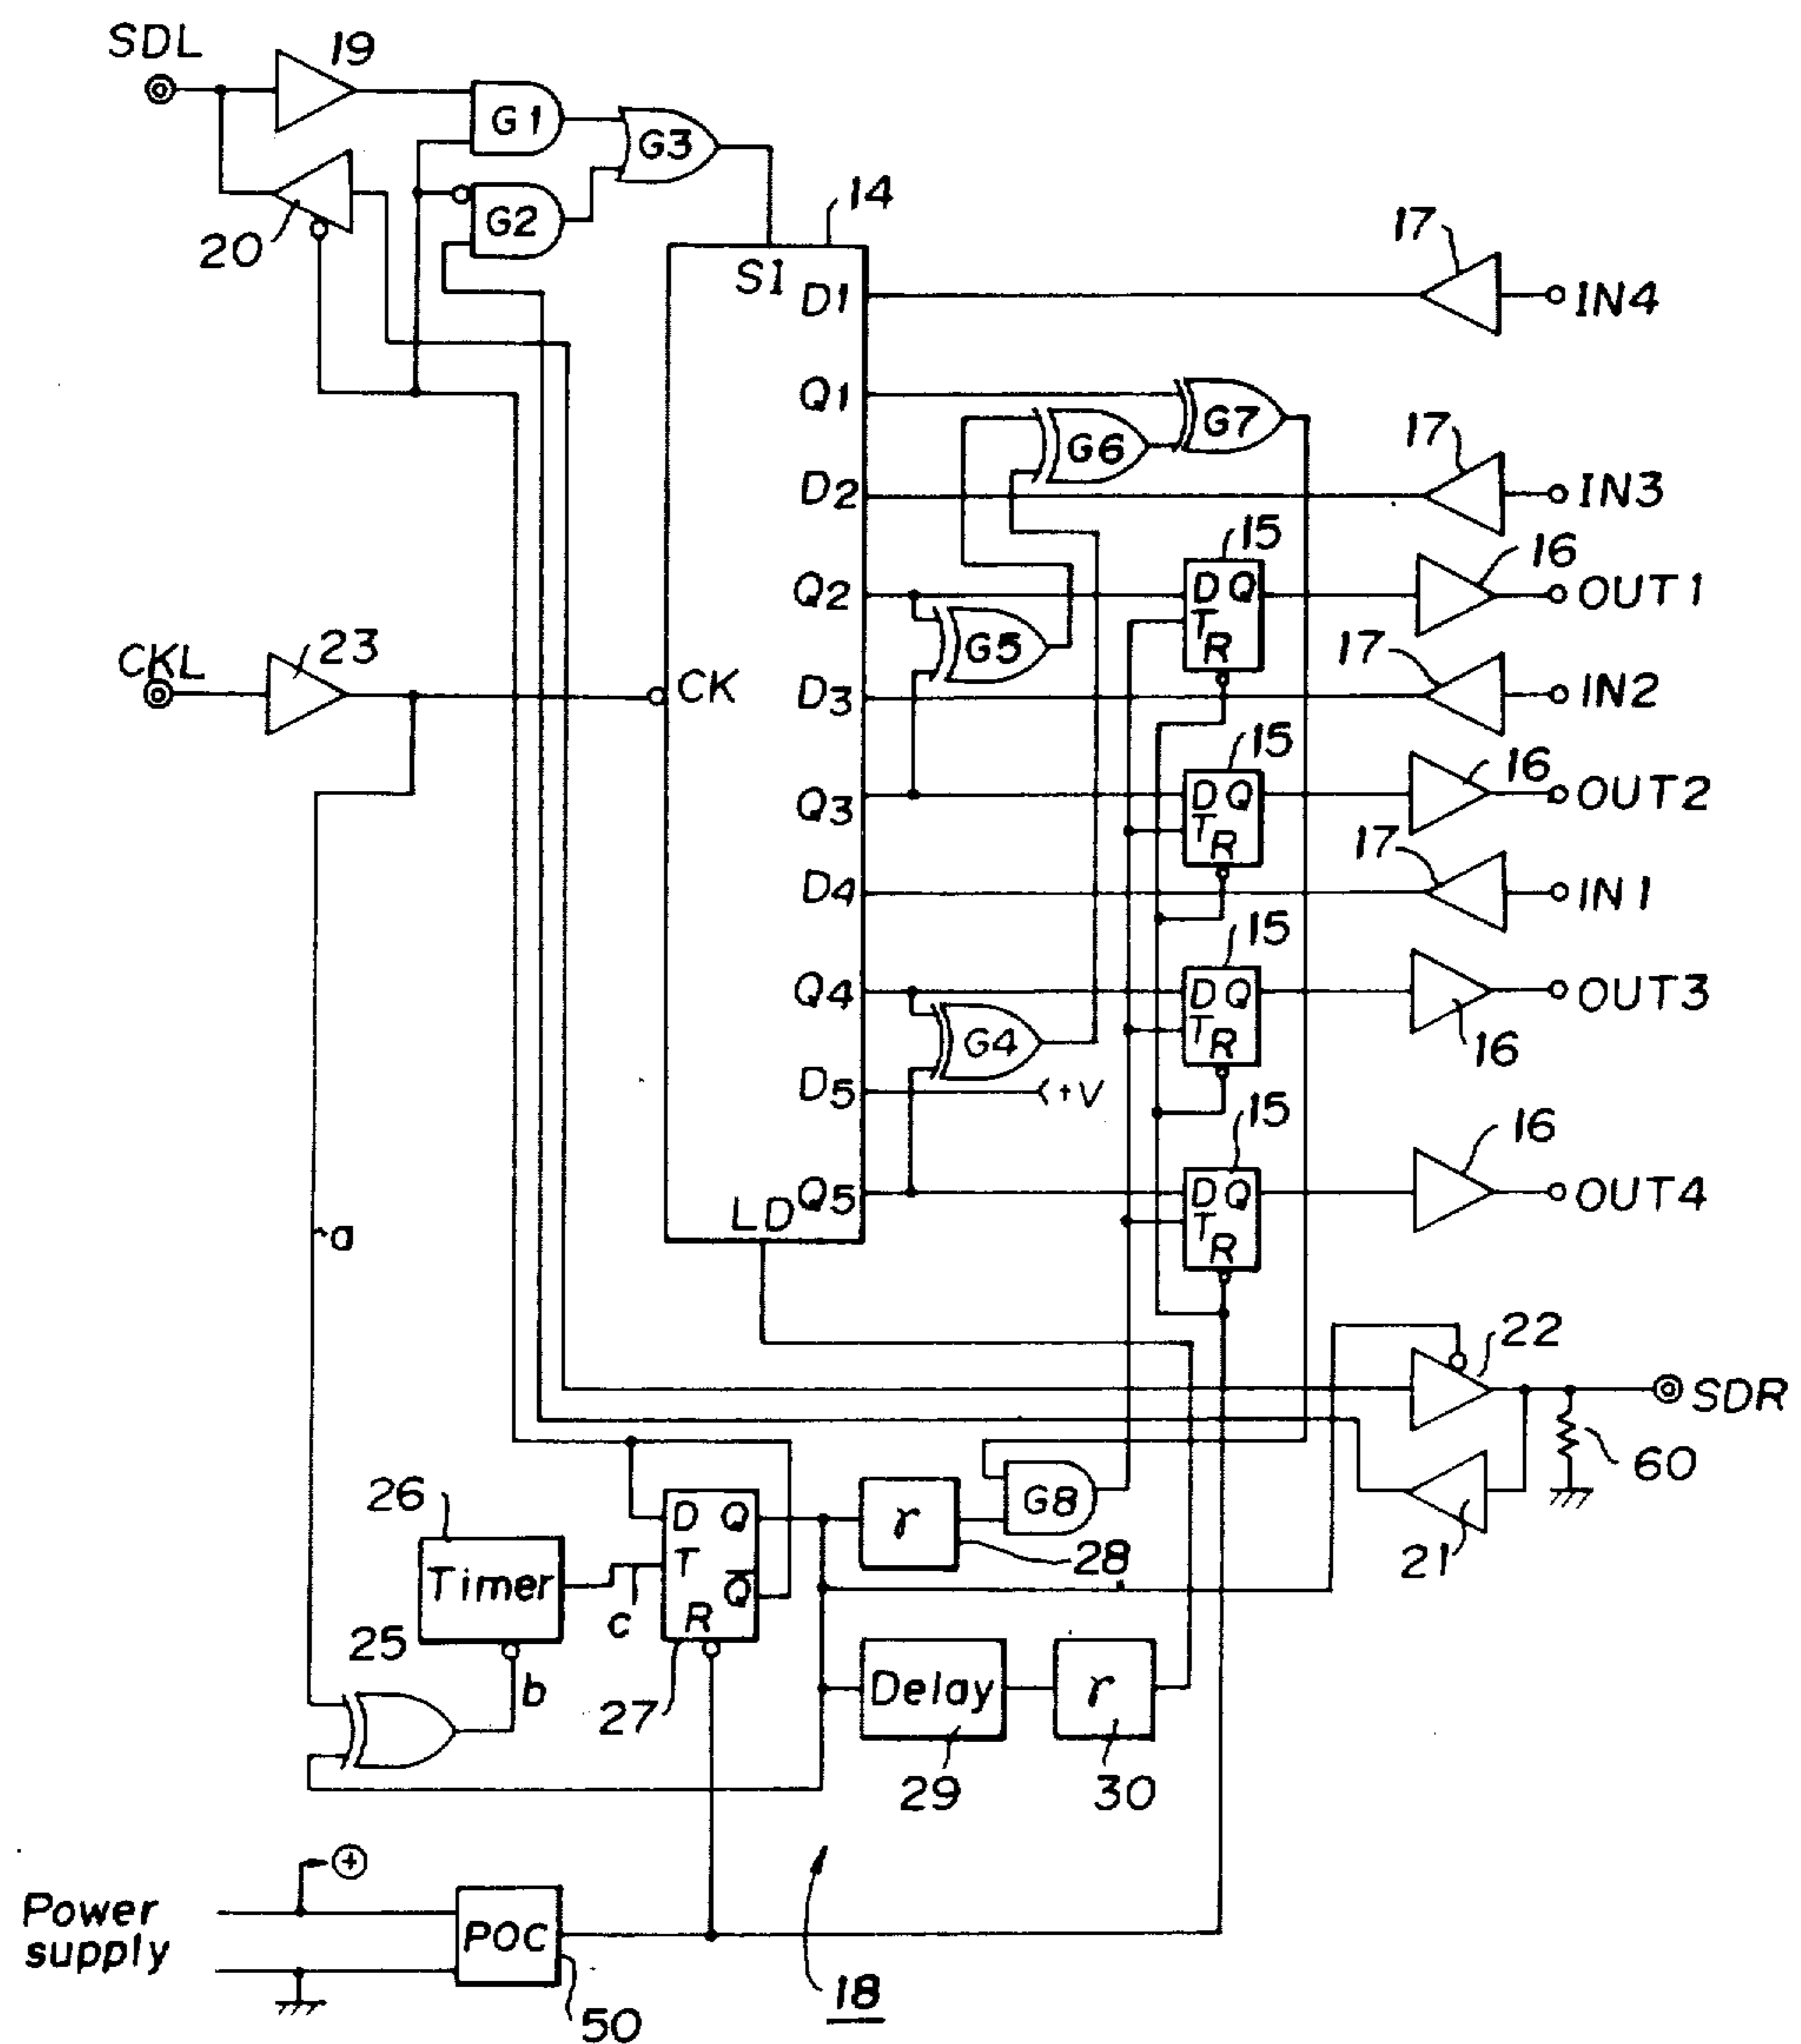 SDL
19
G1
G3
20
G2
14
SI
D1
17
IN4
Q1
G7
G6
17
D2
IN3
15
16
Q2
D Q
T
R
OUT1
G5
CKL
23
CK
D3
17
IN2
15
16
Q3
D Q
T
R
OUT2
17
D4
IN1
15
Q4
D Q
T
R
OUT3
G4
16
D5
+V
15
16
Q5
D Q
T
R
OUT4
LD
a
22
SDR
60
26
D Q
r
G8
28
21
Timer
T
Q̅
c
R
25
b
27
Delay
r
29
30
+
Power
supply
POC
50
18